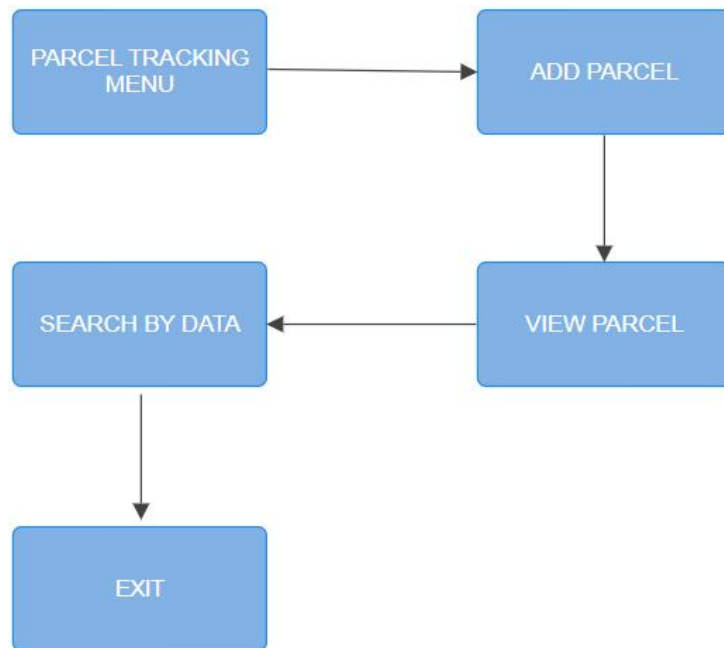 PARCEL TRACKING
MENU
ADD PARCEL
VIEW PARCEL
SEARCH BY DATA
EXIT